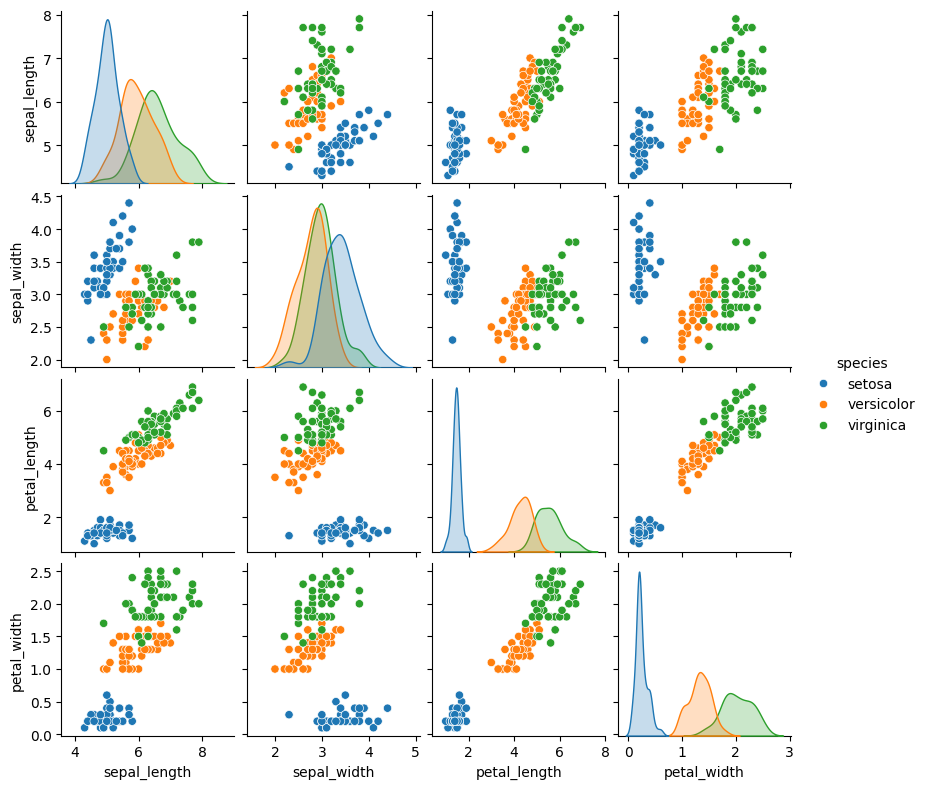 8
7
6
5
sepal_length
4.5
4.0
3.5
3.0
2.5
2.0
sepal_width
species
setosa
versicolor
virginica
6
4
2
petal_length
2.5
2.0
1.5
1.0
0.5
0.0
petal_width
4 6 8
2 3 4 5
0 2 4 6 8
0 1 2 3
sepal_length
sepal_width
petal_length
petal_width